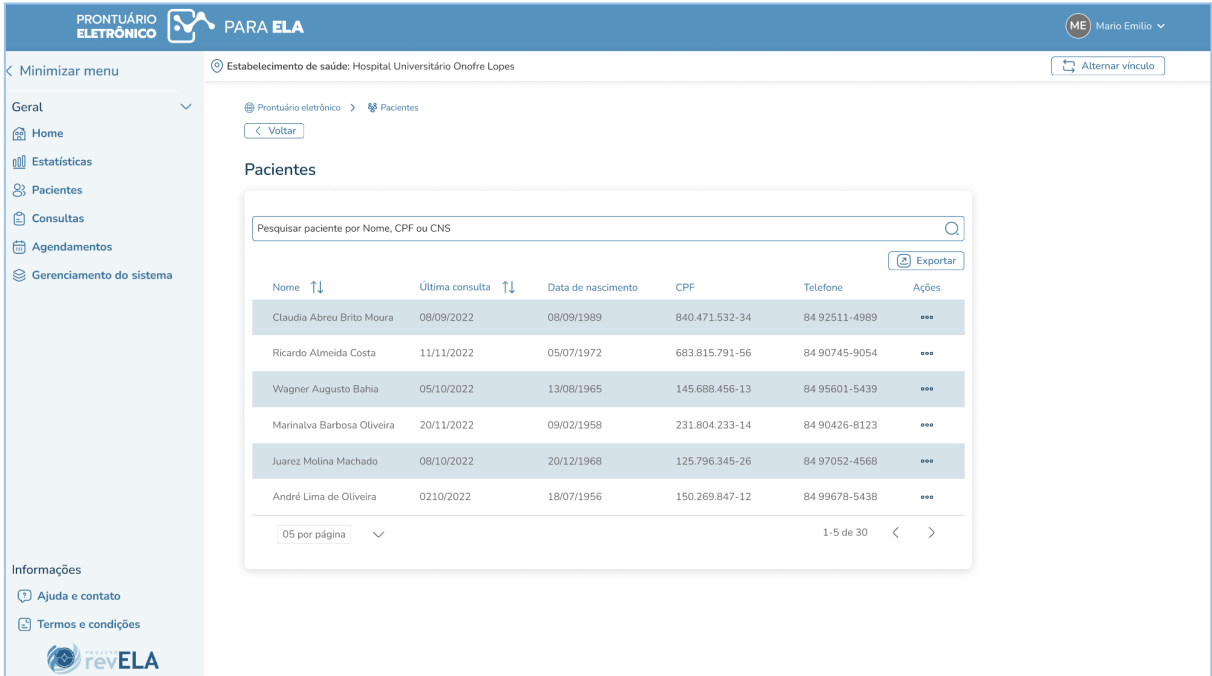 PRONTUÁRIO
ELETRÔNICO
PARA ELA
ME Mario Emilio
Minimizar menu
Estabelecimento de saúde: Hospital Universitário Onofre Lopes
Alternar vínculo
Geral
Home
Estatísticas
Pacientes
Consultas
Agendamentos
Gerenciamento do sistema
Prontuário eletrônico > Pacientes
Voltar
Pacientes
Pesquisar paciente por Nome, CPF ou CNS
Exportar
Nome Última consulta Data de nascimento CPF Telefone Ações
Claudia Abreu Brito Moura 08/09/2022 08/09/1989 840.471.532-34 84 92511-4989
Ricardo Almeida Costa 11/11/2022 05/07/1972 683.815.791-56 84 90745-9054
Wagner Augusto Bahia 05/10/2022 13/08/1965 145.688.456-13 84 95601-5439
Marinalva Barbosa Oliveira 20/11/2022 09/02/1958 231.804.233-14 84 90426-8123
Juarez Molina Machado 08/10/2022 20/12/1968 125.796.345-26 84 97052-4568
André Lima de Oliveira 0210/2022 18/07/1956 150.269.847-12 84 99678-5438
05 por página
1-5 de 30
Informações
Ajuda e contato
Termos e condições
PROJETO
revELA